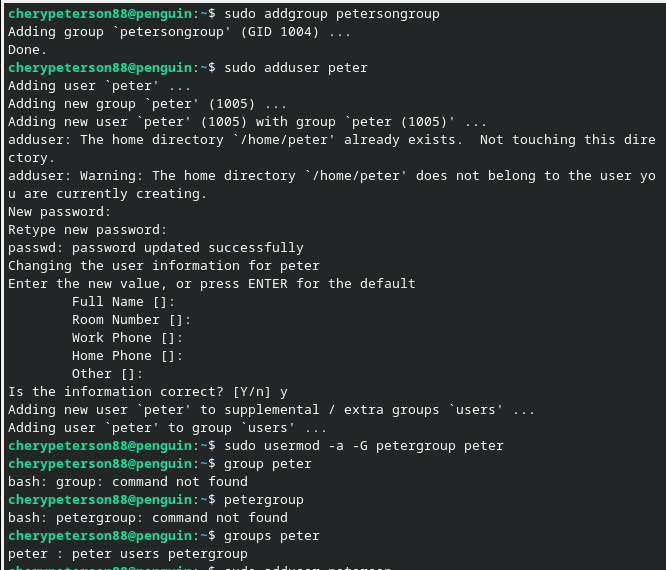 cherypeterson88@penguin:~$ sudo addgroup petersongroup
Adding group `petersongroup' (GID 1004) ...
Done.
cherypeterson88@penguin:~$ sudo adduser peter
Adding user `peter' ...
Adding new group `peter' (1005) ...
Adding new user `peter' (1005) with group `peter (1005)' ...
adduser: The home directory `/home/peter' already exists.  Not touching this dire
ctory.
adduser: Warning: The home directory `/home/peter' does not belong to the user yo
u are currently creating.
New password:
Retype new password:
passwd: password updated successfully
Changing the user information for peter
Enter the new value, or press ENTER for the default
        Full Name []:
        Room Number []:
        Work Phone []:
        Home Phone []:
        Other []:
Is the information correct? [Y/n] y
Adding new user `peter' to supplemental / extra groups `users' ...
Adding user `peter' to group `users' ...
cherypeterson88@penguin:~$ sudo usermod -a -G petergroup peter
cherypeterson88@penguin:~$ group peter
bash: group: command not found
cherypeterson88@penguin:~$ petergroup
bash: petergroup: command not found
cherypeterson88@penguin:~$ groups peter
peter : peter users petergroup
cherypeterson88@penguin:~$ sudo adduser